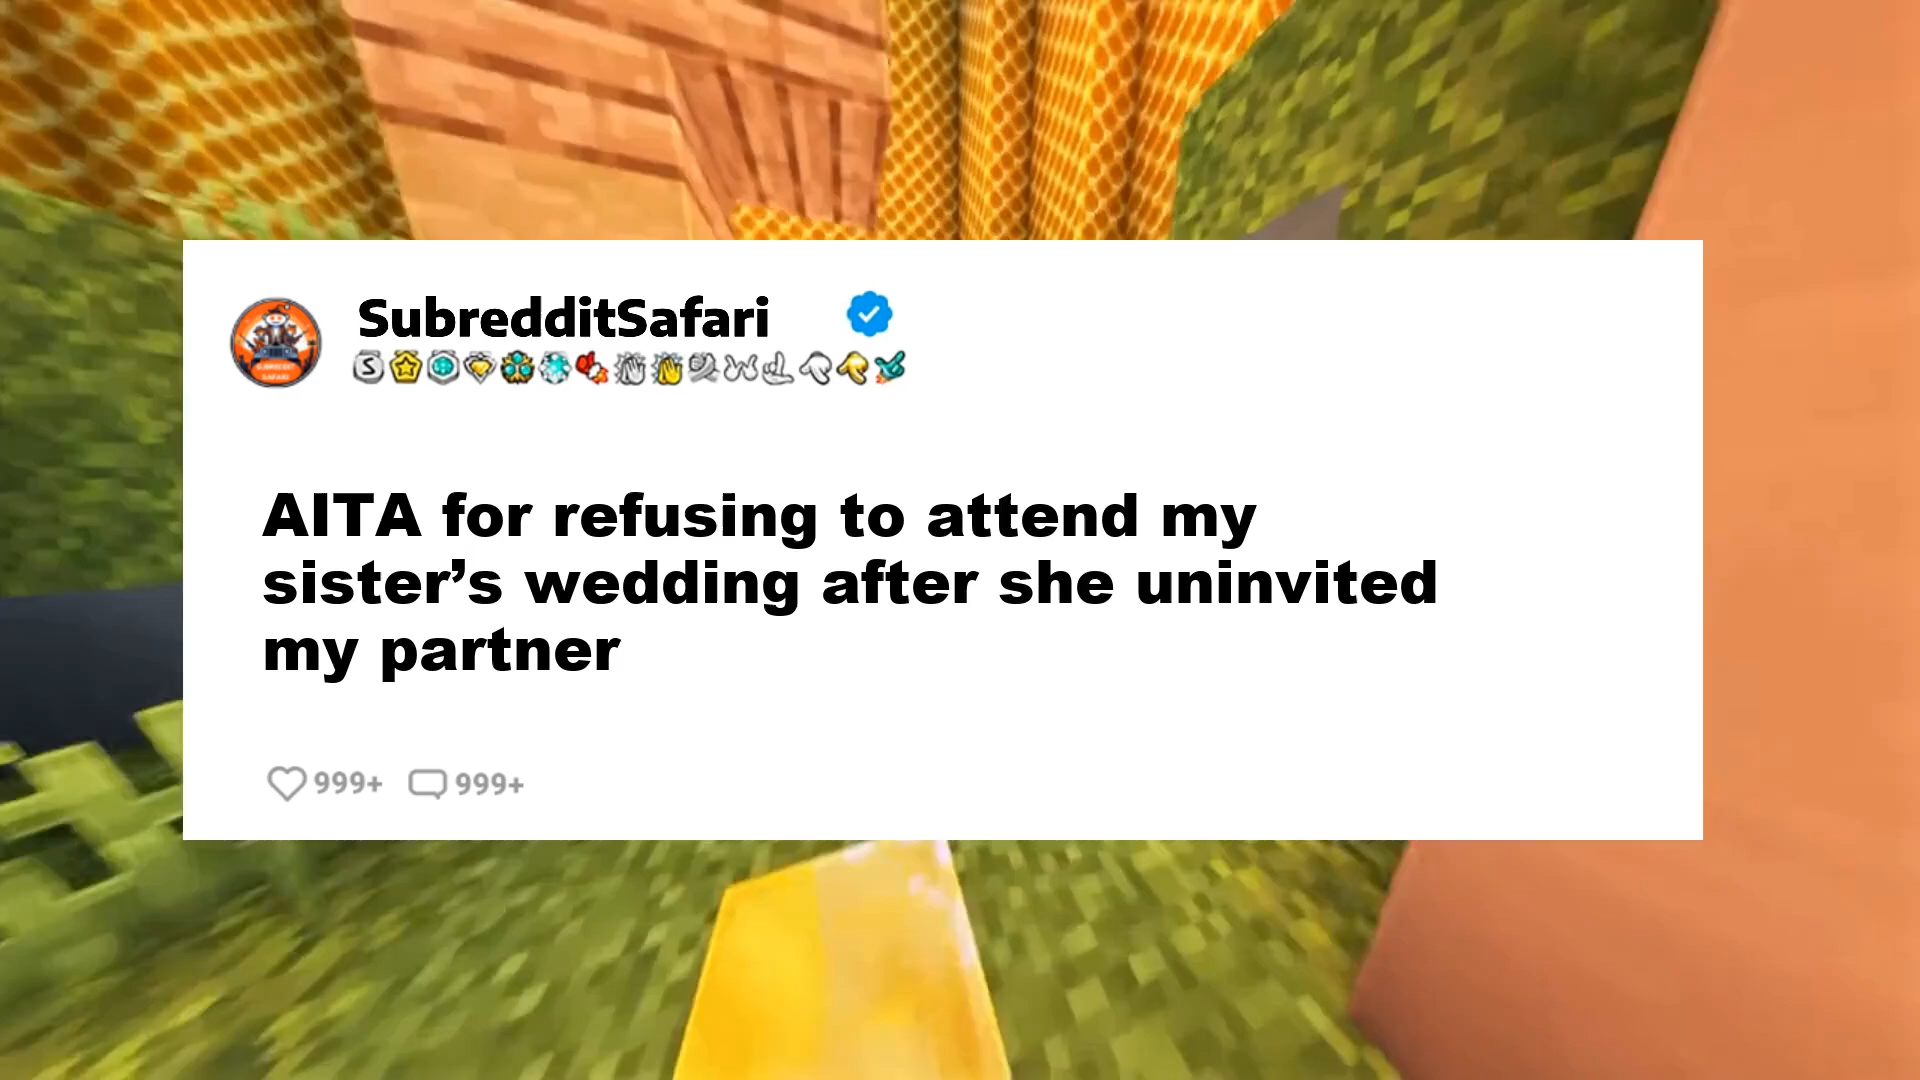 SubredditSafari
AITA for refusing to attend my
sister’s wedding after she uninvited
my partner
999+ 999+